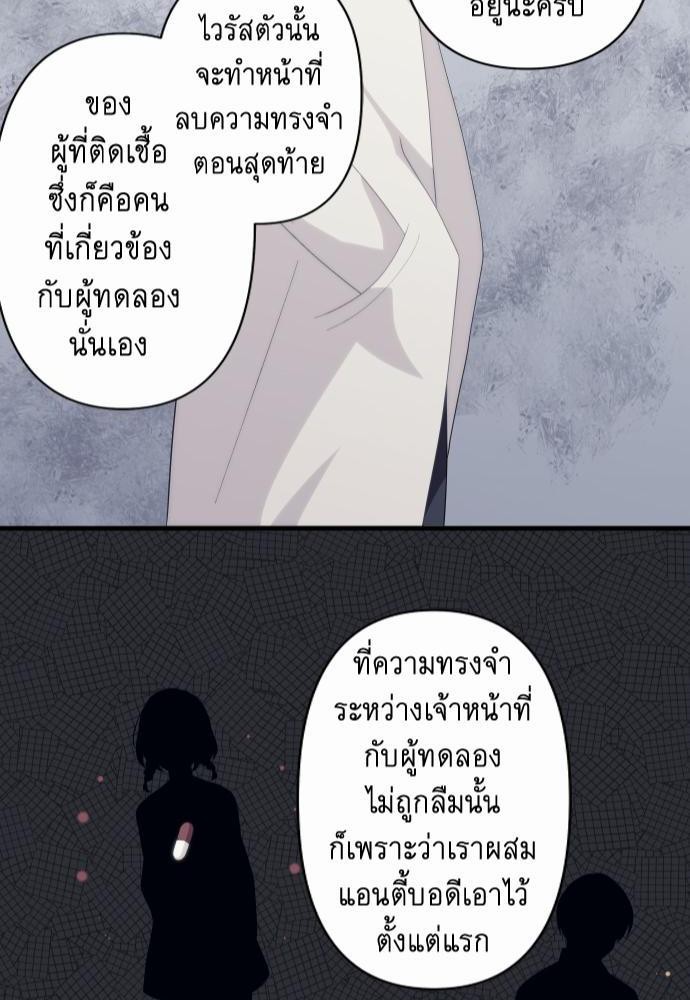 อยู่นะครับ
ไวรัสตัวนั้น
จะทำหน้าที่
ลบความทรงจำ
ตอนสุดท้าย
ของ
ผู้ที่ติดเชื้อ
ซึ่งก็คือคน
ที่เกี่ยวข้อง
กับผู้ทดลอง
นั่นเอง
ที่ความทรงจำ
ระหว่างเจ้าหน้าที่
กับผู้ทดลอง
ไม่ถูกลืมนั้น
ก็เพราะว่าเราผสม
แอนตี้บอดีเอาไว้
ตั้งแต่แรก